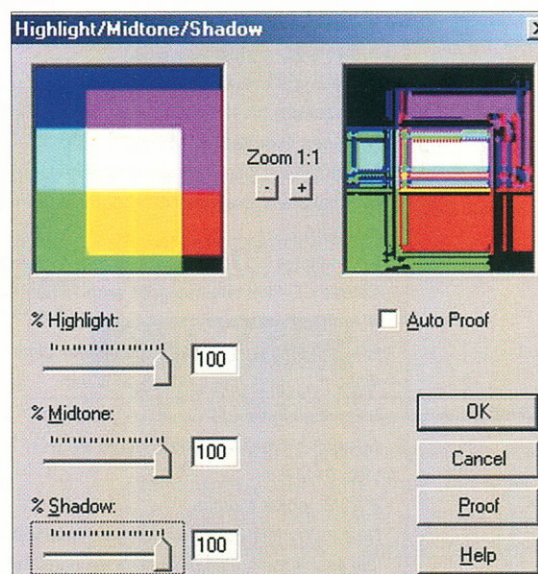 Highlight/Midtone/Shadow
Zoom 1:1
- +
% Highlight:
100
Auto Proof
% Midtone:
100
OK
Cancel
% Shadow:
100
Proof
Help